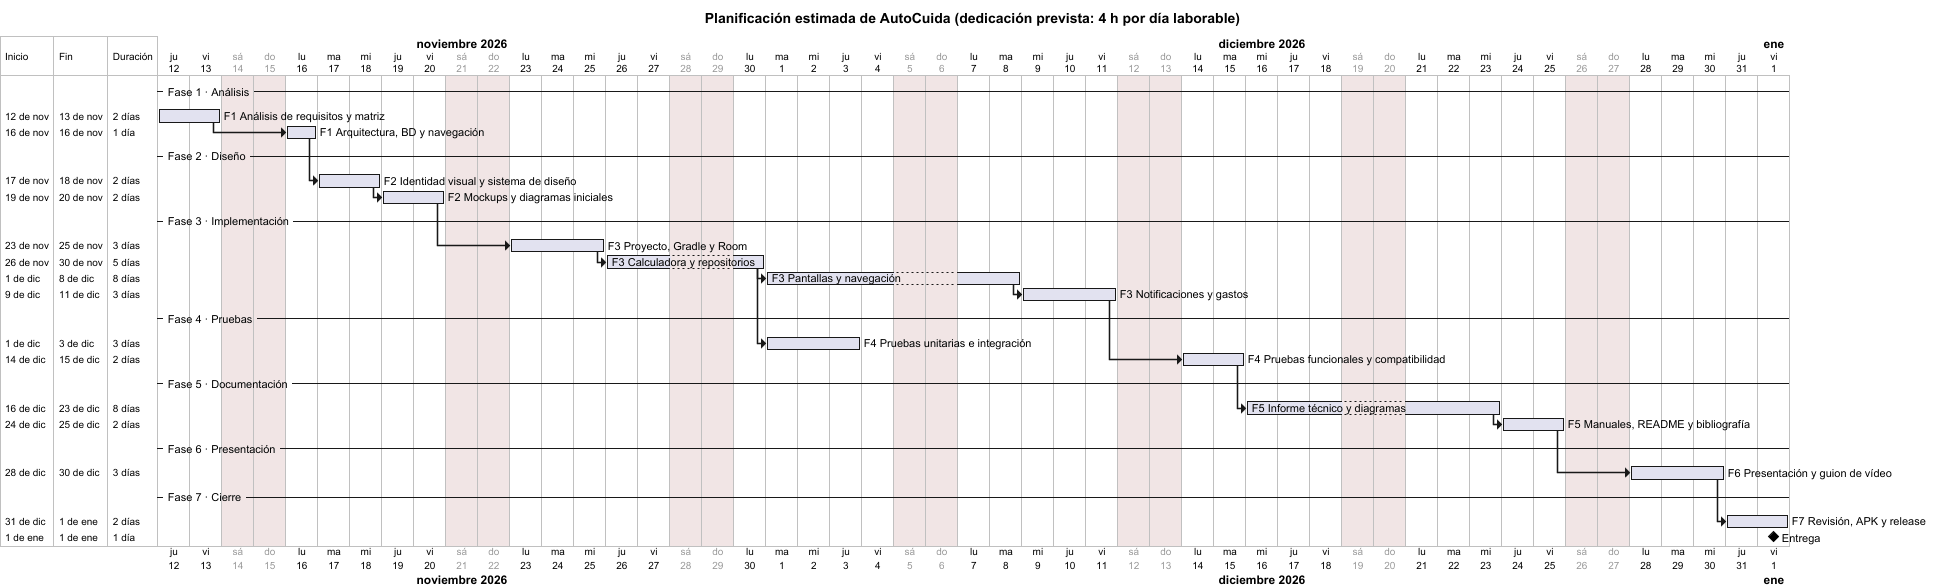 Planificación estimada de AutoCuida (dedicación prevista: 4 h por día laborable)
noviembre 2026 diciembre 2026 ene
Inicio Fin Duración ju vi sá do lu ma mi ju vi sá do lu ma mi ju vi sá do lu ma mi ju vi sá do lu ma mi ju vi sá do lu ma mi ju vi sá do lu ma mi ju vi sá do lu ma mi ju vi
12 13 14 15 16 17 18 19 20 21 22 23 24 25 26 27 28 29 30 1 2 3 4 5 6 7 8 9 10 11 12 13 14 15 16 17 18 19 20 21 22 23 24 25 26 27 28 29 30 31 1
Fase 1 · Análisis
12 de nov 13 de nov 2 días F1 Análisis de requisitos y matriz
16 de nov 16 de nov 1 día F1 Arquitectura, BD y navegación
Fase 2 · Diseño
17 de nov 18 de nov 2 días F2 Identidad visual y sistema de diseño
19 de nov 20 de nov 2 días F2 Mockups y diagramas iniciales
Fase 3 · Implementación
23 de nov 25 de nov 3 días F3 Proyecto, Gradle y Room
26 de nov 30 de nov 5 días F3 Calculadora y repositorios
1 de dic 8 de dic 8 días F3 Pantallas y navegación
9 de dic 11 de dic 3 días F3 Notificaciones y gastos
Fase 4 · Pruebas
1 de dic 3 de dic 3 días F4 Pruebas unitarias e integración
14 de dic 15 de dic 2 días F4 Pruebas funcionales y compatibilidad
Fase 5 · Documentación
16 de dic 23 de dic 8 días F5 Informe técnico y diagramas
24 de dic 25 de dic 2 días F5 Manuales, README y bibliografía
Fase 6 · Presentación
28 de dic 30 de dic 3 días F6 Presentación y guion de vídeo
Fase 7 · Cierre
31 de dic 1 de ene 2 días F7 Revisión, APK y release
1 de ene 1 de ene 1 día Entrega
ju vi sá do lu ma mi ju vi sá do lu ma mi ju vi sá do lu ma mi ju vi sá do lu ma mi ju vi sá do lu ma mi ju vi sá do lu ma mi ju vi sá do lu ma mi ju vi
12 13 14 15 16 17 18 19 20 21 22 23 24 25 26 27 28 29 30 1 2 3 4 5 6 7 8 9 10 11 12 13 14 15 16 17 18 19 20 21 22 23 24 25 26 27 28 29 30 31 1
noviembre 2026 diciembre 2026 ene